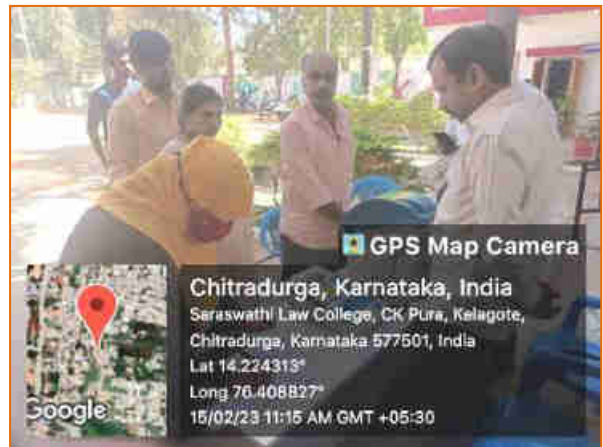 GPS Map Camera
Chitradurga, Karnataka, India
Saraswathi Law College, CK Pura, Kelagote,
Chitradurga, Karnataka 577501, India
Lat 14.224313°
Long 76.408827°
15/02/23 11:15 AM GMT +05:30
Google